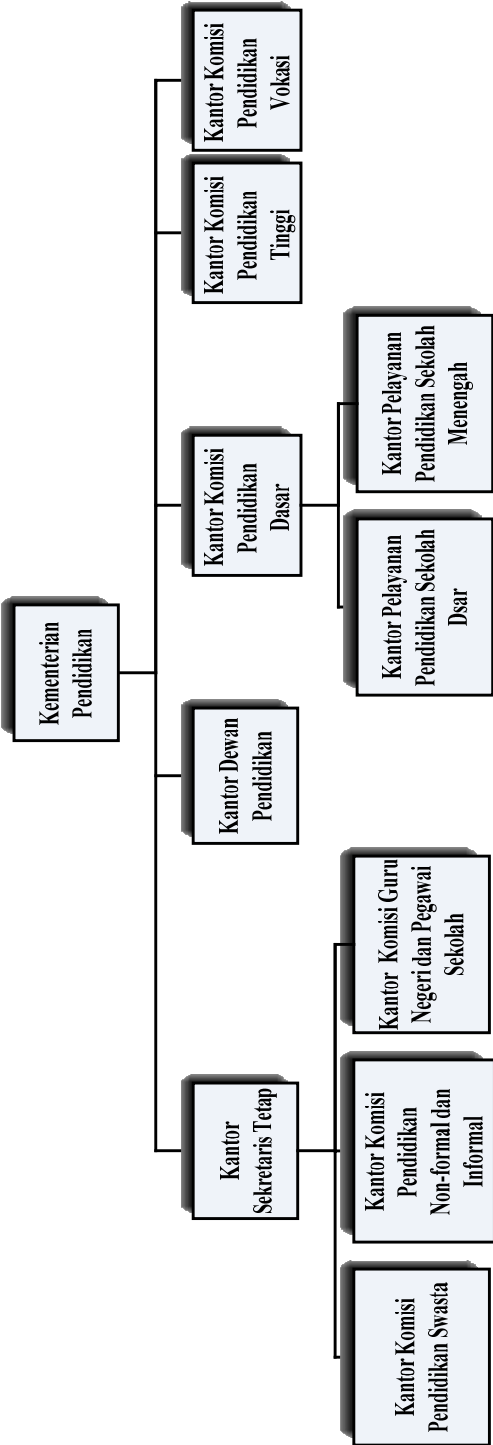 Kementerian
Pendidikan
Kantor
Sekretaris Tetap
Kantor Dewan
Pendidikan
Kantor Komisi
Pendidikan
Dasar
Kantor Komisi
Pendidikan
Tinggi
Kantor Komisi
Pendidikan
Vokasi
Kantor Komisi
Pendidikan Swasta
Kantor Komisi
Pendidikan
Non-formal dan
Informal
Kantor Komisi Guru
Negeri dan Pegawai
Sekolah
Kantor Pelayanan
Pendidikan Sekolah
Dsar
Kantor Pelayanan
Pendidikan Sekolah
Menengah